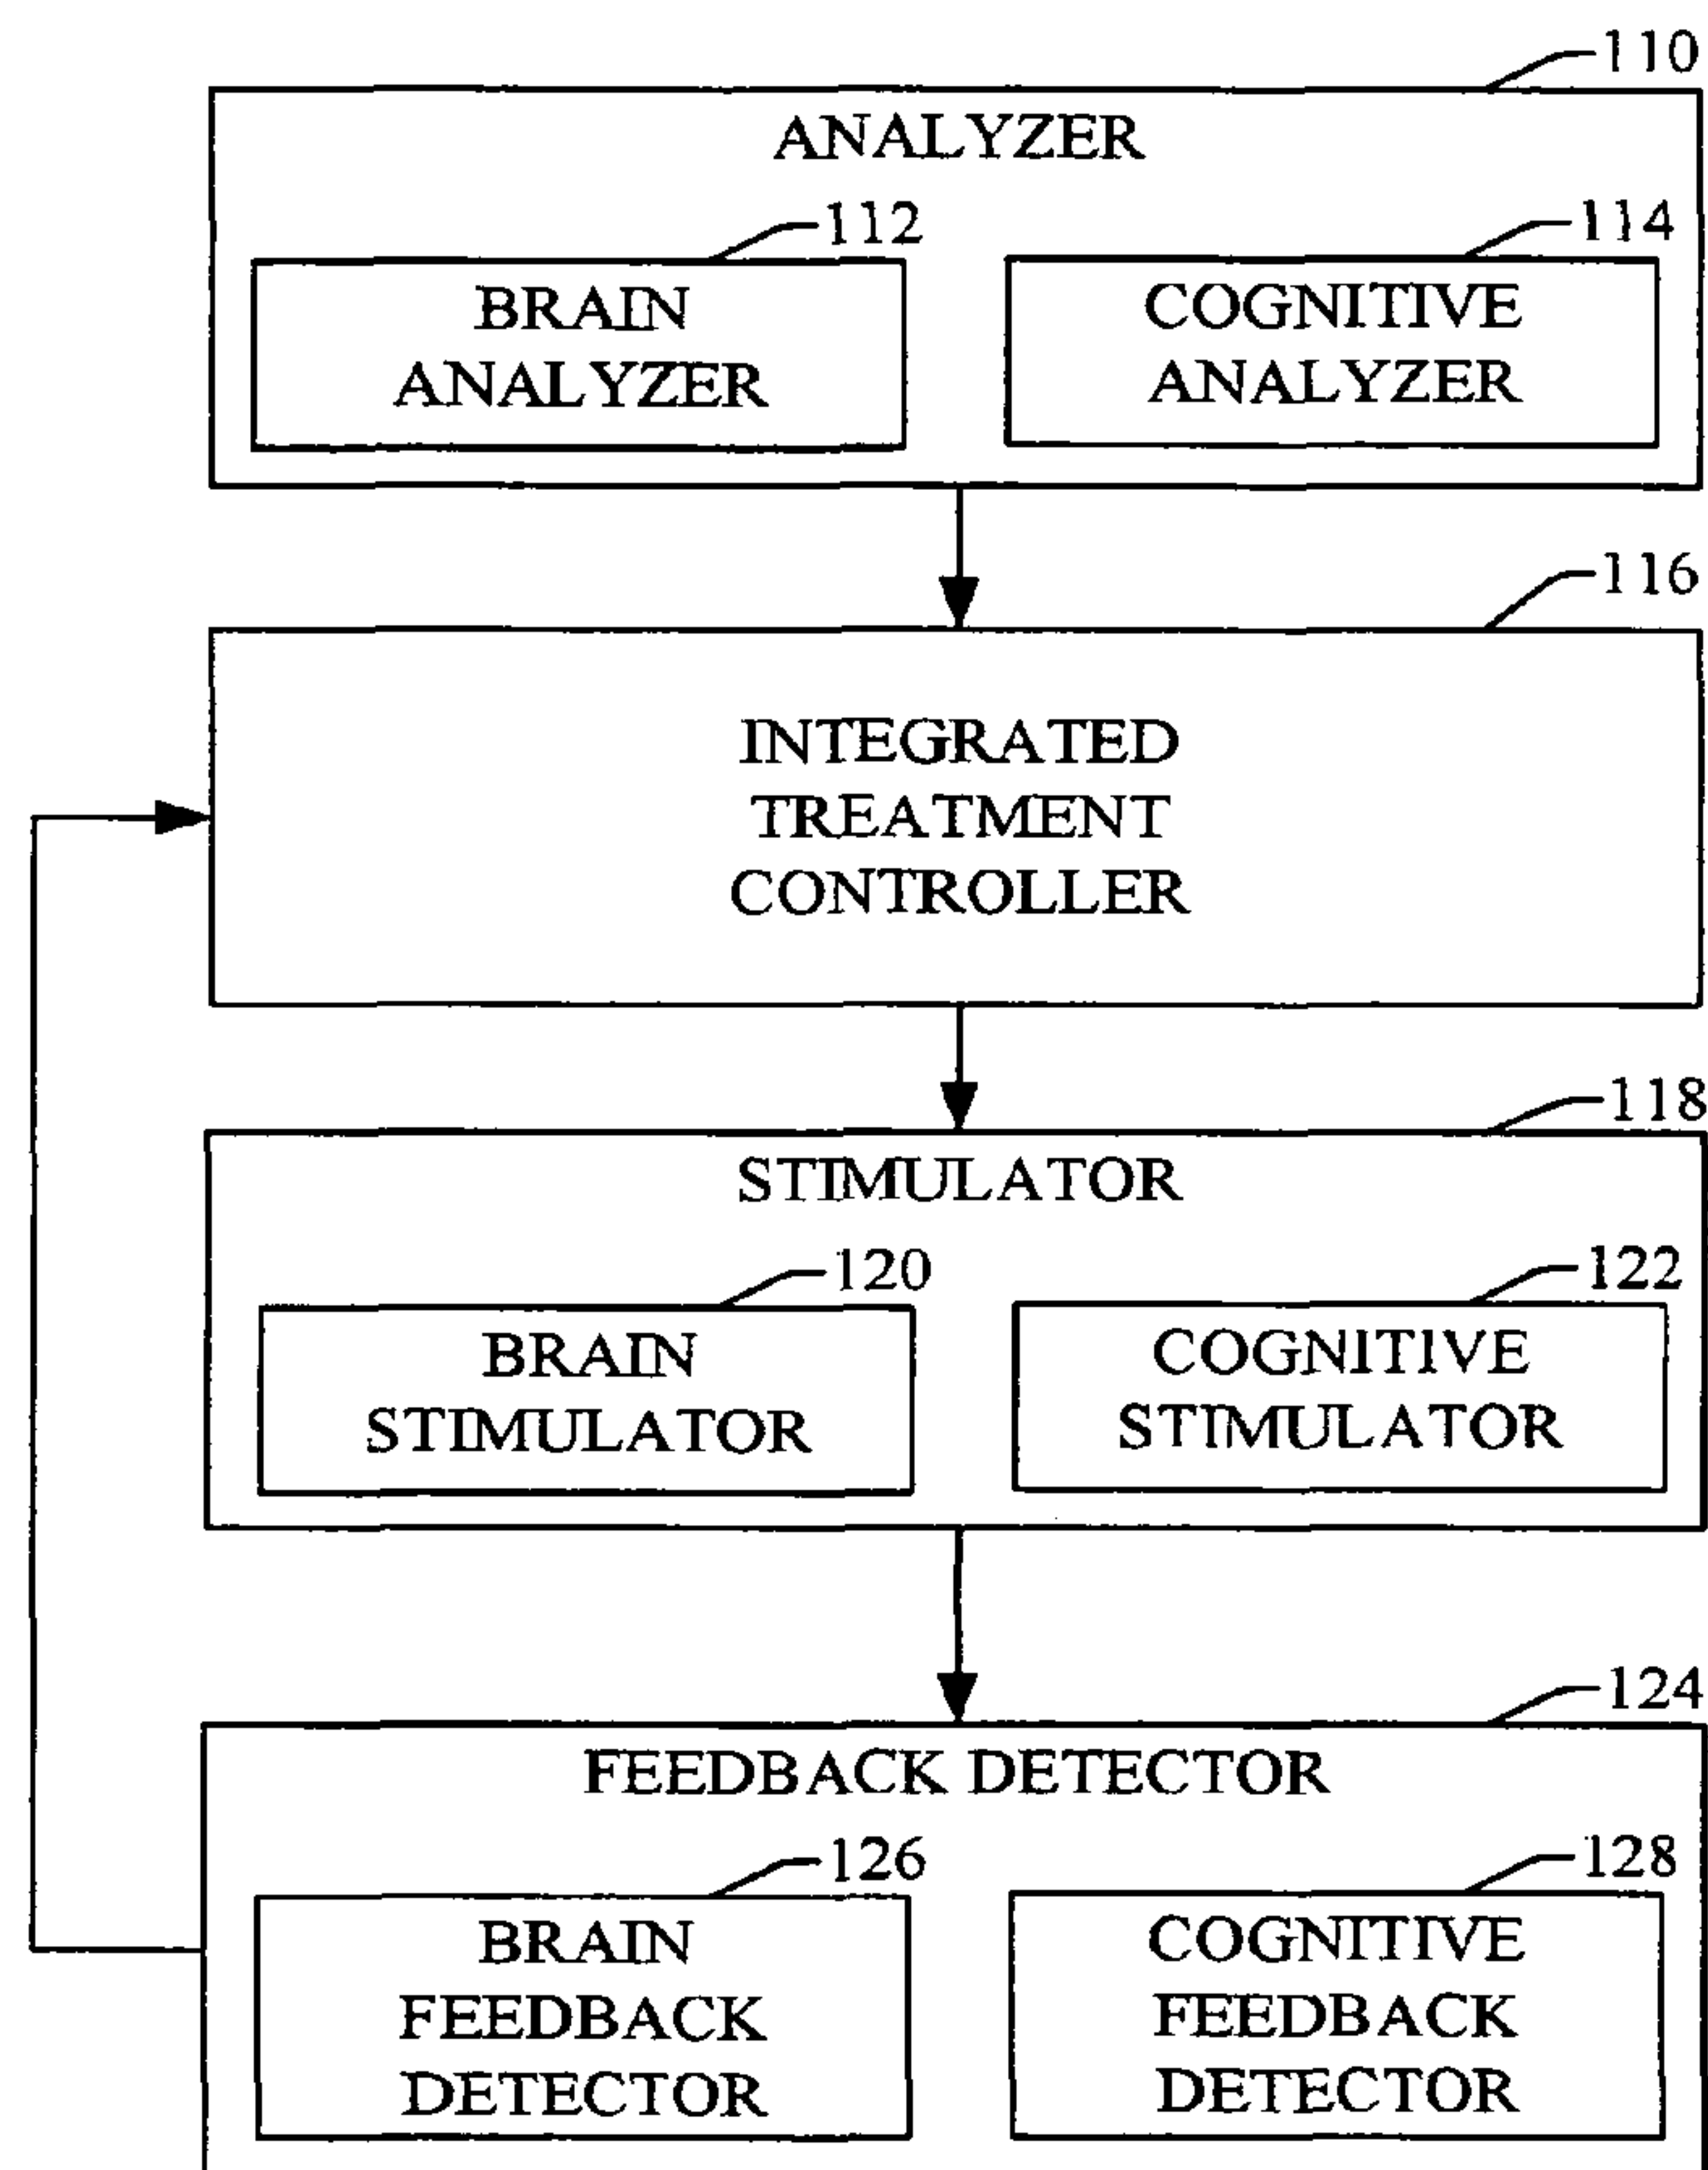 110
ANALYZER
112
114
BRAIN
ANALYZER
COGNITIVE
ANALYZER
116
INTEGRATED
TREATMENT
CONTROLLER
118
STIMULATOR
120
122
BRAIN
STIMULATOR
COGNITIVE
STIMULATOR
124
FEEDBACK DETECTOR
126
128
BRAIN
FEEDBACK
DETECTOR
COGNITIVE
FEEDBACK
DETECTOR